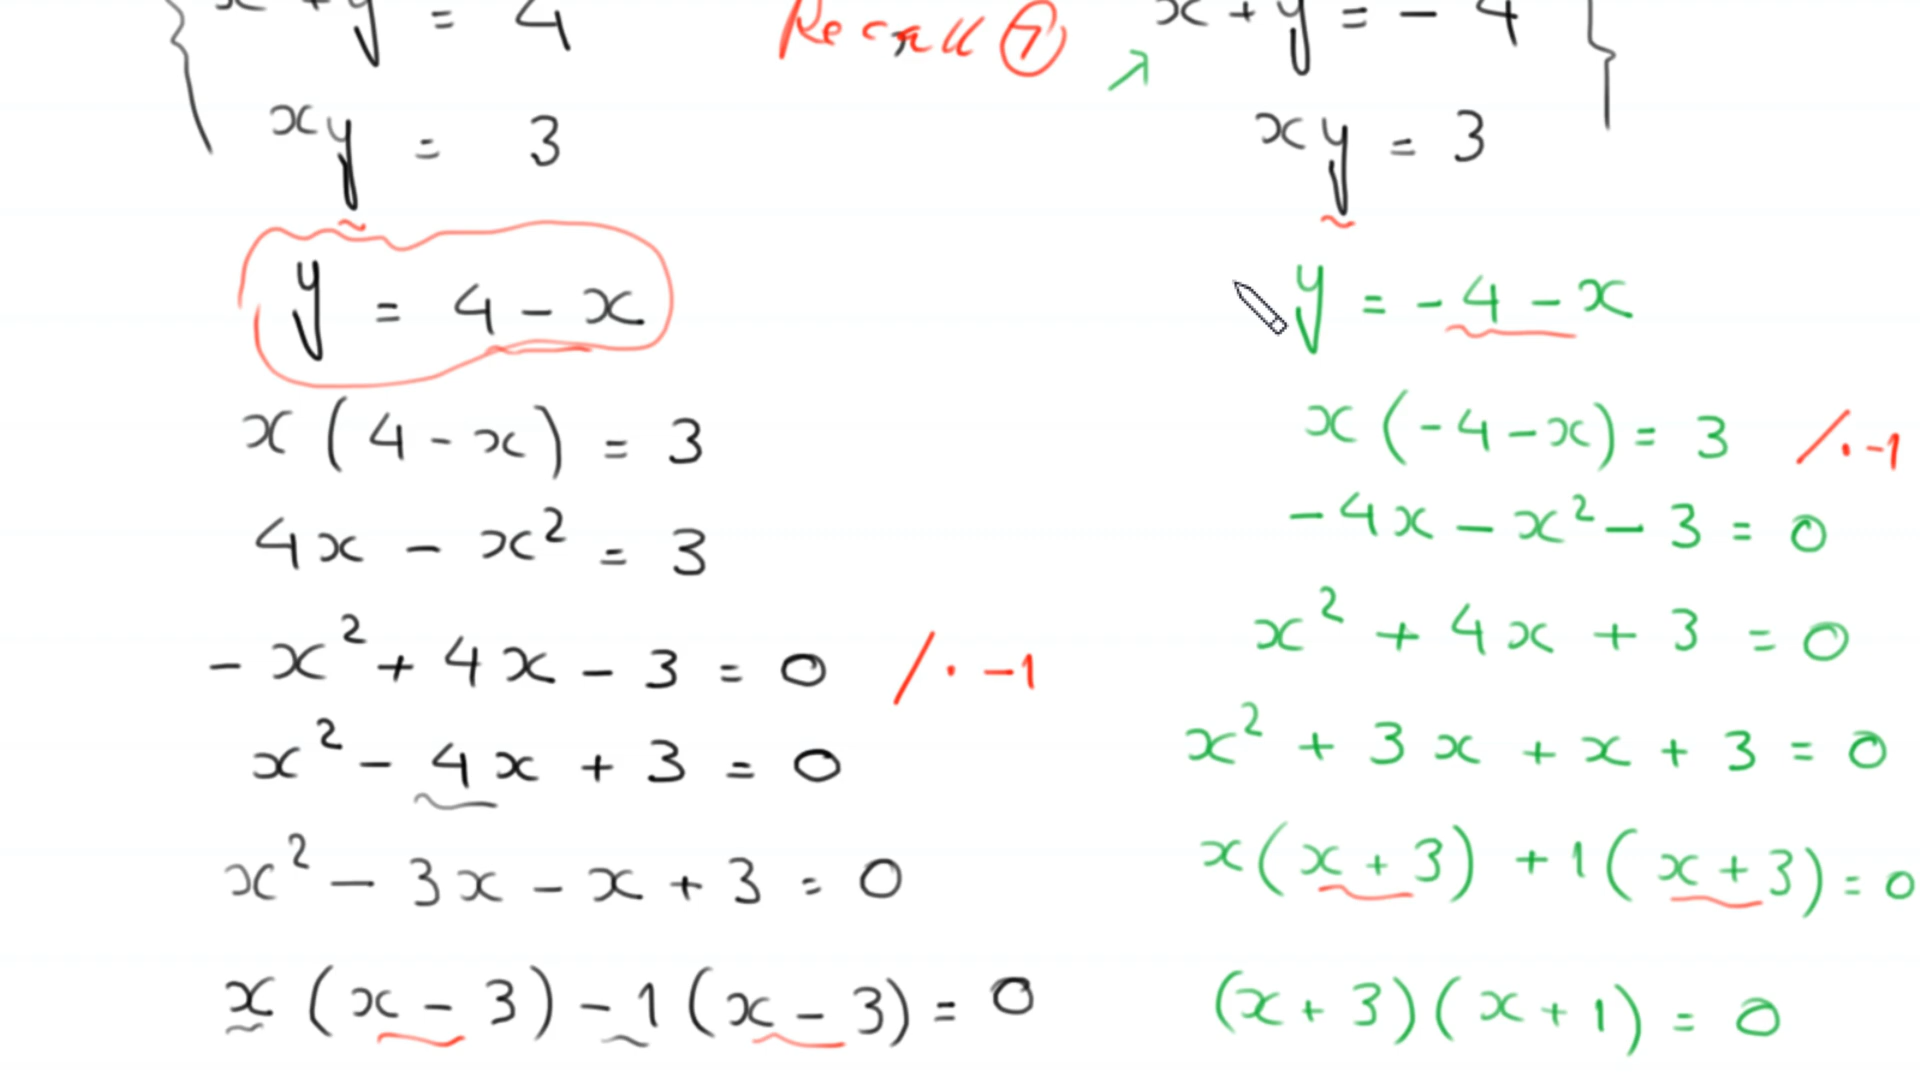 x + y = 4
xy = 3
y = 4 - x
x(4 - x) = 3
4x - x² = 3
-x² + 4x - 3 = 0 / · -1
x² - 4x + 3 = 0
x² - 3x - x + 3 = 0
x(x - 3) - 1(x - 3) = 0
Recall
x + y = -4
xy = 3
y = -4 - x
x(-4 - x) = 3 / · -1
-4x - x² - 3 = 0
x² + 4x + 3 = 0
x² + 3x + x + 3 = 0
x(x + 3) + 1(x + 3) = 0
(x + 3)(x + 1) = 0